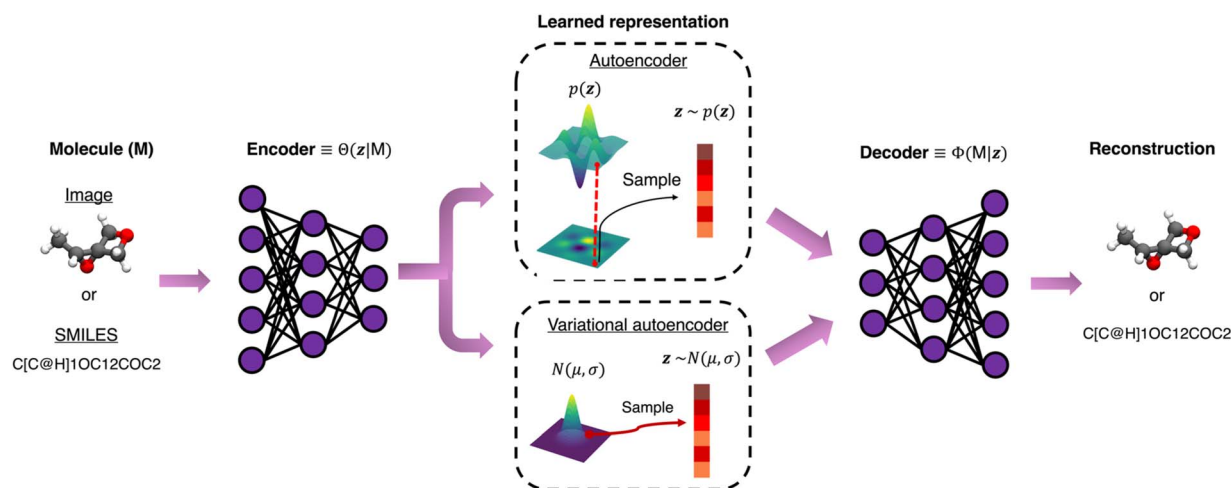 Learned representation
Molecule (M)
Image
or
SMILES
C[C@H]1OC12COC2
Encoder ≡ Θ(z|M)
Autoencoder
p(z)
z ~ p(z)
Sample
Variational autoencoder
N(μ, σ)
z ~N(μ, σ)
Sample
Decoder ≡ Φ(M|z)
Reconstruction
or
C[C@H]1OC12COC2